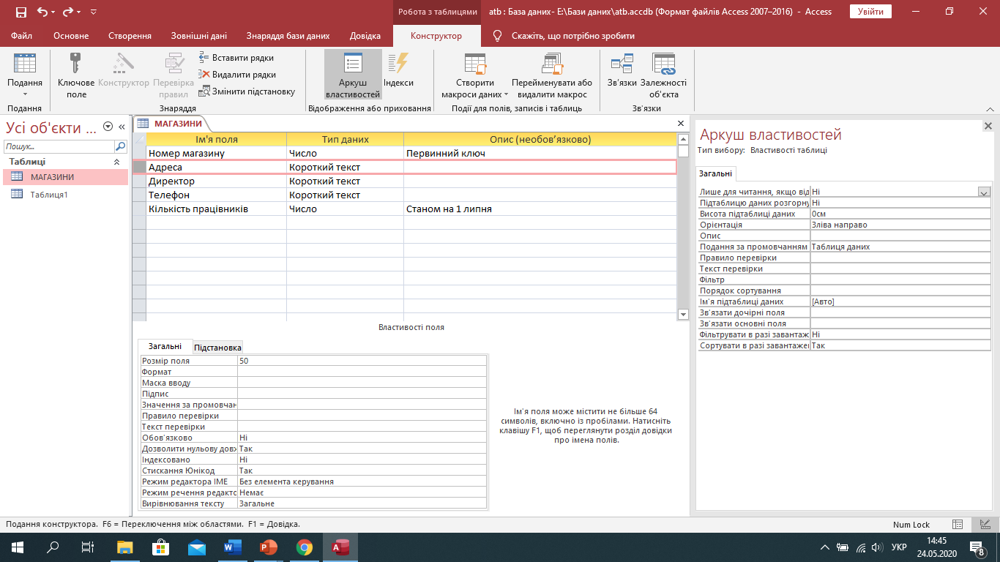 Робота з таблицями
atb : База даних- E:\Бази даних\atb.accdb (Формат файлів Access 2007–2016) - Access
Увійти
Файл Основне Створення Зовнішні дані Знаряддя бази даних Довідка Конструктор Скажіть, що потрібно зробити
Подання
Ключове поле
Конструктор
Перевірка правил
Вставити рядки
Видалити рядки
Змінити підстановку
Аркуш властивостей
Індекси
Створити макроси даних
Перейменувати або видалити макрос
Зв'язки
Залежності об'єкта
Подання Знаряддя Відображення або приховання Події для полів, записів і таблиць Зв'язки
Усі об'єкти ...
Пошук...
Таблиці
МАГАЗИНИ
Таблиця1
МАГАЗИНИ
Ім'я поля Тип даних Опис (необов'язково)
Номер магазину Число Первинний ключ
Адреса Короткий текст
Директор Короткий текст
Телефон Короткий текст
Кількість працівників Число Станом на 1 липня
Властивості поля
Загальні Підстановка
Розмір поля 50
Формат
Маска вводу
Підпис
Значення за промовчан
Правило перевірки
Текст перевірки
Обов'язково Ні
Дозволити нульову довж Так
Індексовано Ні
Стискання Юнікод Так
Режим редактора IME Без елемента керування
Режим речення редакто Немає
Вирівнювання тексту Загальне
Ім'я поля може містити не більше 64
символів, включно із пробілами. Натисніть
клавішу F1, щоб переглянути розділ довідки
про імена полів.
Аркуш властивостей
Тип вибору: Властивості таблиці
Загальні
Лише для читання, якщо від Ні
Підтаблицю даних розгорну Ні
Висота підтаблиці даних 0см
Орієнтація Зліва направо
Опис
Подання за промовчанням Таблиця даних
Правило перевірки
Текст перевірки
Фільтр
Порядок сортування
Ім'я підтаблиці даних [Авто]
Зв'язати дочірні поля
Зв'язати основні поля
Фільтрувати в разі завантаж Ні
Сортувати в разі завантажен Так
Подання конструктора. F6 = Переключення між областями. F1 = Довідка.
Num Lock
УКР
14:45
24.05.2020
8